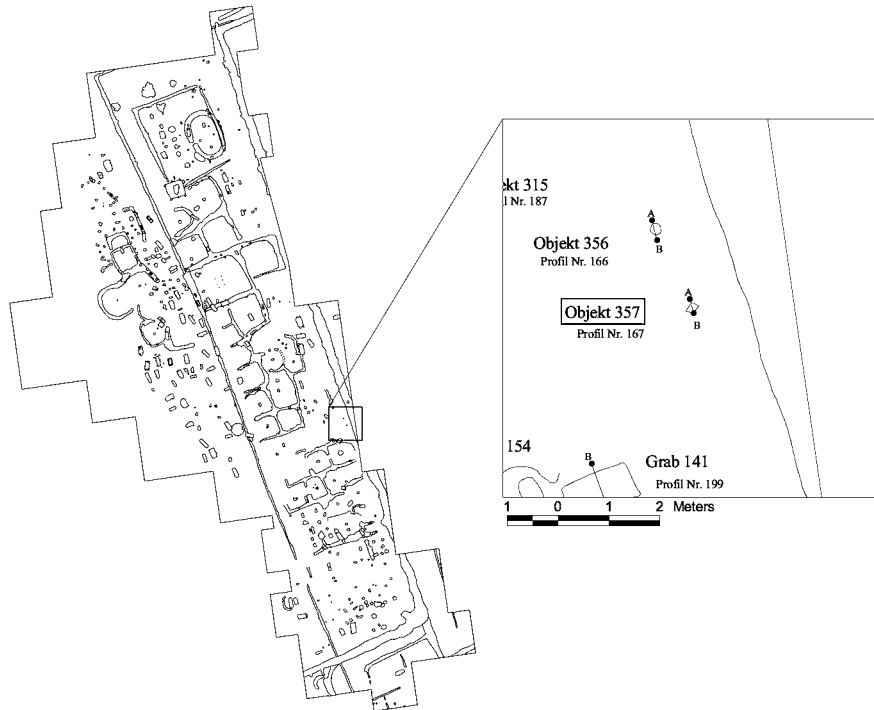 ekt 315
l Nr. 187
A
Objekt 356
B
Profil Nr. 166
A
Objekt 357
B
Profil Nr. 167
154
B
Grab 141
Profil Nr. 199
1 0 1 2 Meters